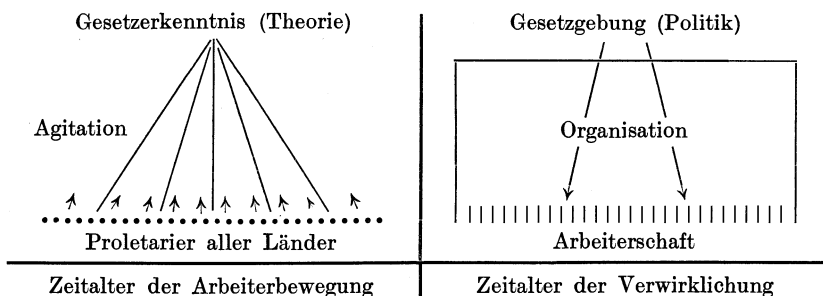 Gesetzerkenntnis (Theorie)
Agitation
Proletarier aller Länder
Zeitalter der Arbeiterbewegung
Gesetzgebung (Politik)
Organisation
Arbeiterschaft
Zeitalter der Verwirklichung